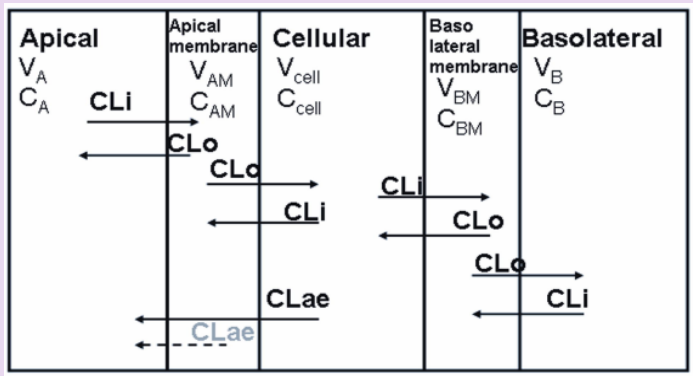 Apical
V_A
C_A
Apical
membrane
V_AM
C_AM
Cellular
V_cell
C_cell
Baso
lateral
membrane
V_BM
C_BM
Basolateral
V_B
C_B
CLi
CLo
CLo
CLi
CLi
CLo
CLo
CLi
CLae
CLae